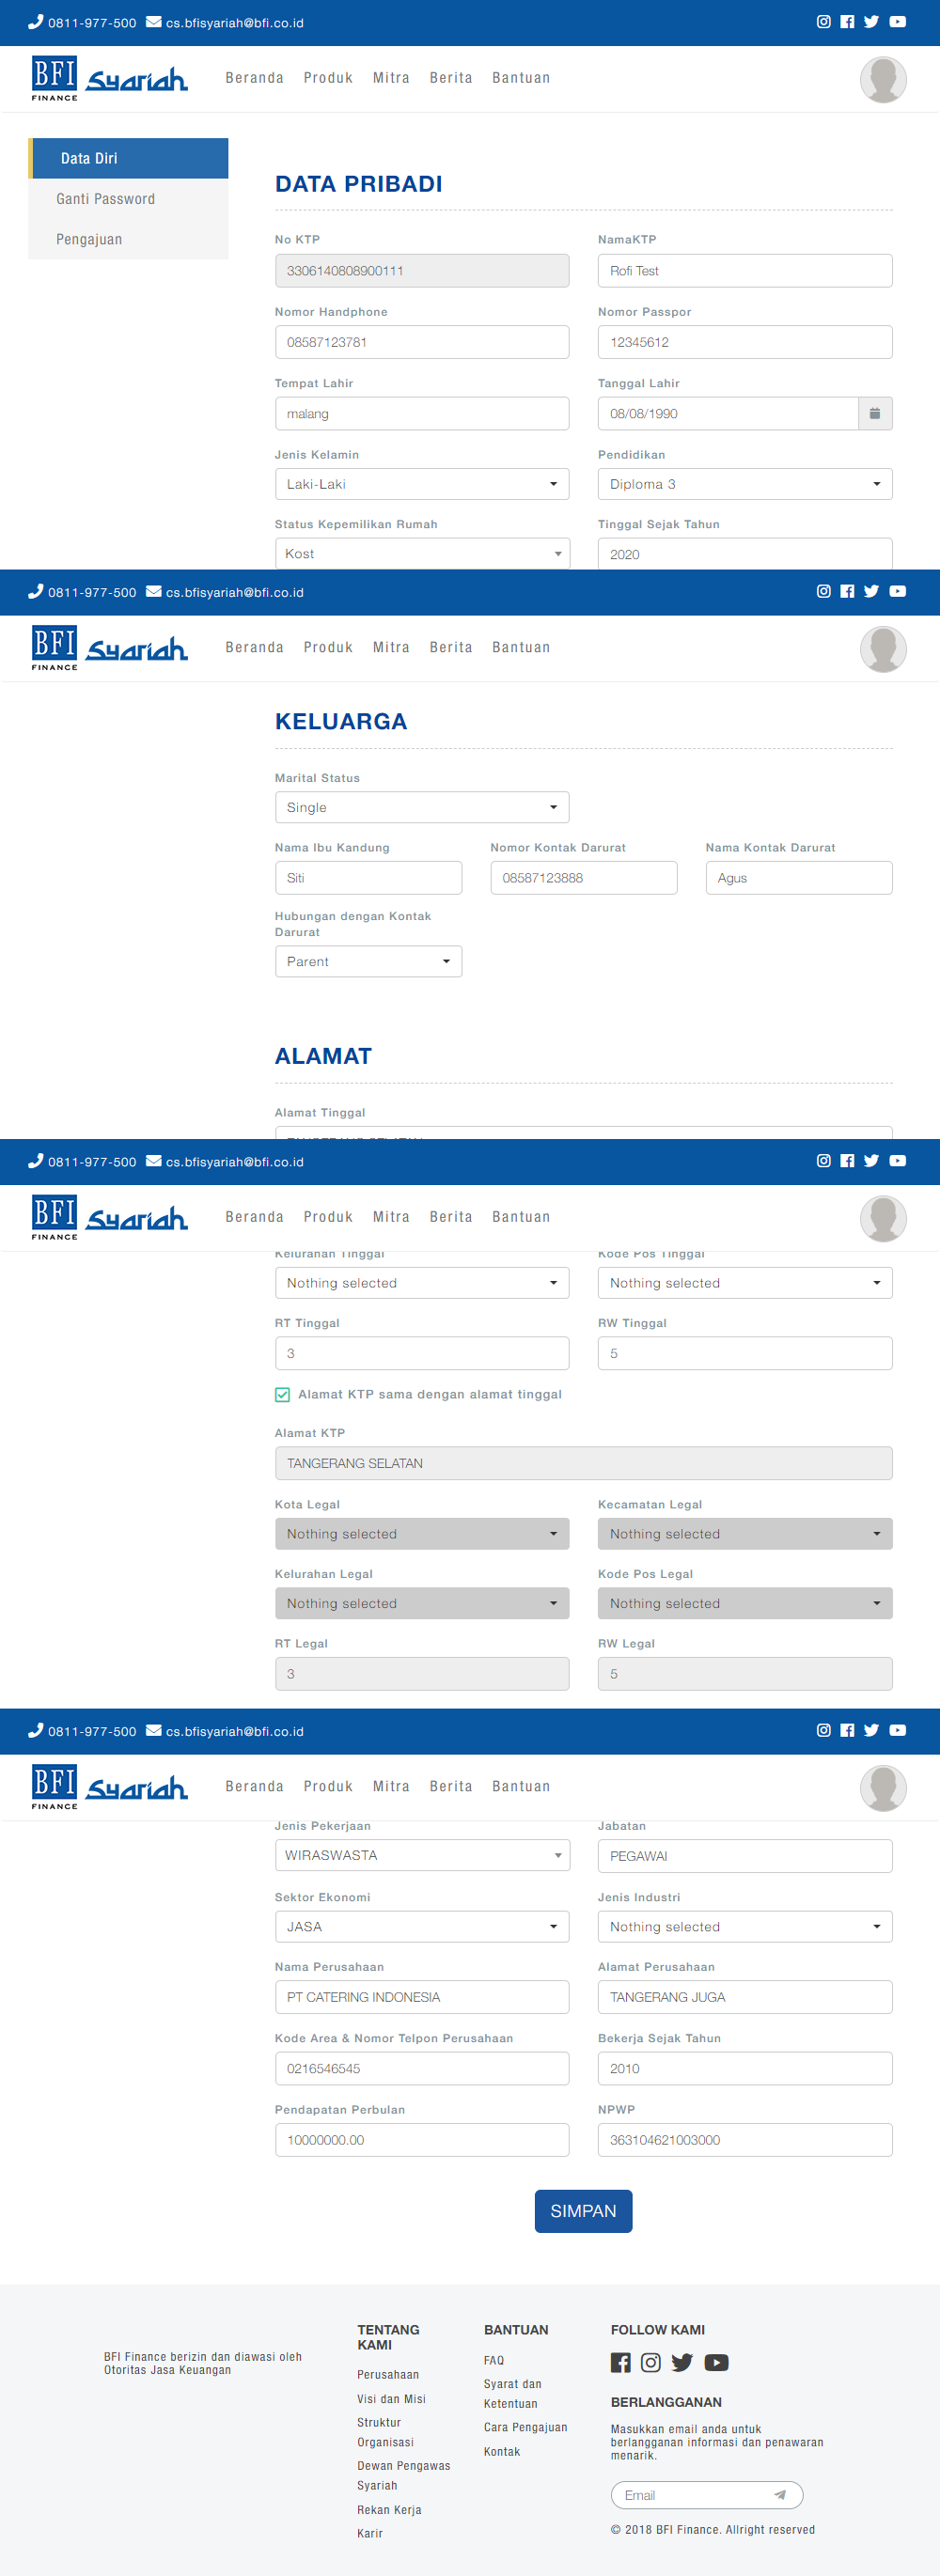 0811-977-500 cs.bfisyariah@bfi.co.id
BFI FINANCE Syariah Beranda Produk Mitra Berita Bantuan
Data Diri
Ganti Password
Pengajuan
DATA PRIBADI
No KTP NamaKTP
3306140808900111 Rofi Test
Nomor Handphone Nomor Passpor
08587123781 12345612
Tempat Lahir Tanggal Lahir
malang 08/08/1990
Jenis Kelamin Pendidikan
Laki-Laki Diploma 3
Status Kepemilikan Rumah Tinggal Sejak Tahun
Kost 2020
0811-977-500 cs.bfisyariah@bfi.co.id
BFI FINANCE Syariah Beranda Produk Mitra Berita Bantuan
KELUARGA
Marital Status
Single
Nama Ibu Kandung Nomor Kontak Darurat Nama Kontak Darurat
Siti 08587123888 Agus
Hubungan dengan Kontak
Darurat
Parent
ALAMAT
Alamat Tinggal
0811-977-500 cs.bfisyariah@bfi.co.id
BFI FINANCE Syariah Beranda Produk Mitra Berita Bantuan
Kelurahan Tinggal Kode Pos Tinggal
Nothing selected Nothing selected
RT Tinggal RW Tinggal
3 5
Alamat KTP sama dengan alamat tinggal
Alamat KTP
TANGERANG SELATAN
Kota Legal Kecamatan Legal
Nothing selected Nothing selected
Kelurahan Legal Kode Pos Legal
Nothing selected Nothing selected
RT Legal RW Legal
3 5
0811-977-500 cs.bfisyariah@bfi.co.id
BFI FINANCE Syariah Beranda Produk Mitra Berita Bantuan
Jenis Pekerjaan Jabatan
WIRASWASTA PEGAWAI
Sektor Ekonomi Jenis Industri
JASA Nothing selected
Nama Perusahaan Alamat Perusahaan
PT CATERING INDONESIA TANGERANG JUGA
Kode Area & Nomor Telpon Perusahaan Bekerja Sejak Tahun
0216546545 2010
Pendapatan Perbulan NPWP
10000000.00 363104621003000
SIMPAN
BFI Finance berizin dan diawasi oleh
Otoritas Jasa Keuangan
TENTANG
KAMI
Perusahaan
Visi dan Misi
Struktur
Organisasi
Dewan Pengawas
Syariah
Rekan Kerja
Karir
BANTUAN
FAQ
Syarat dan
Ketentuan
Cara Pengajuan
Kontak
FOLLOW KAMI
BERLANGGANAN
Masukkan email anda untuk
berlangganan informasi dan penawaran
menarik.
Email
© 2018 BFI Finance. Allright reserved